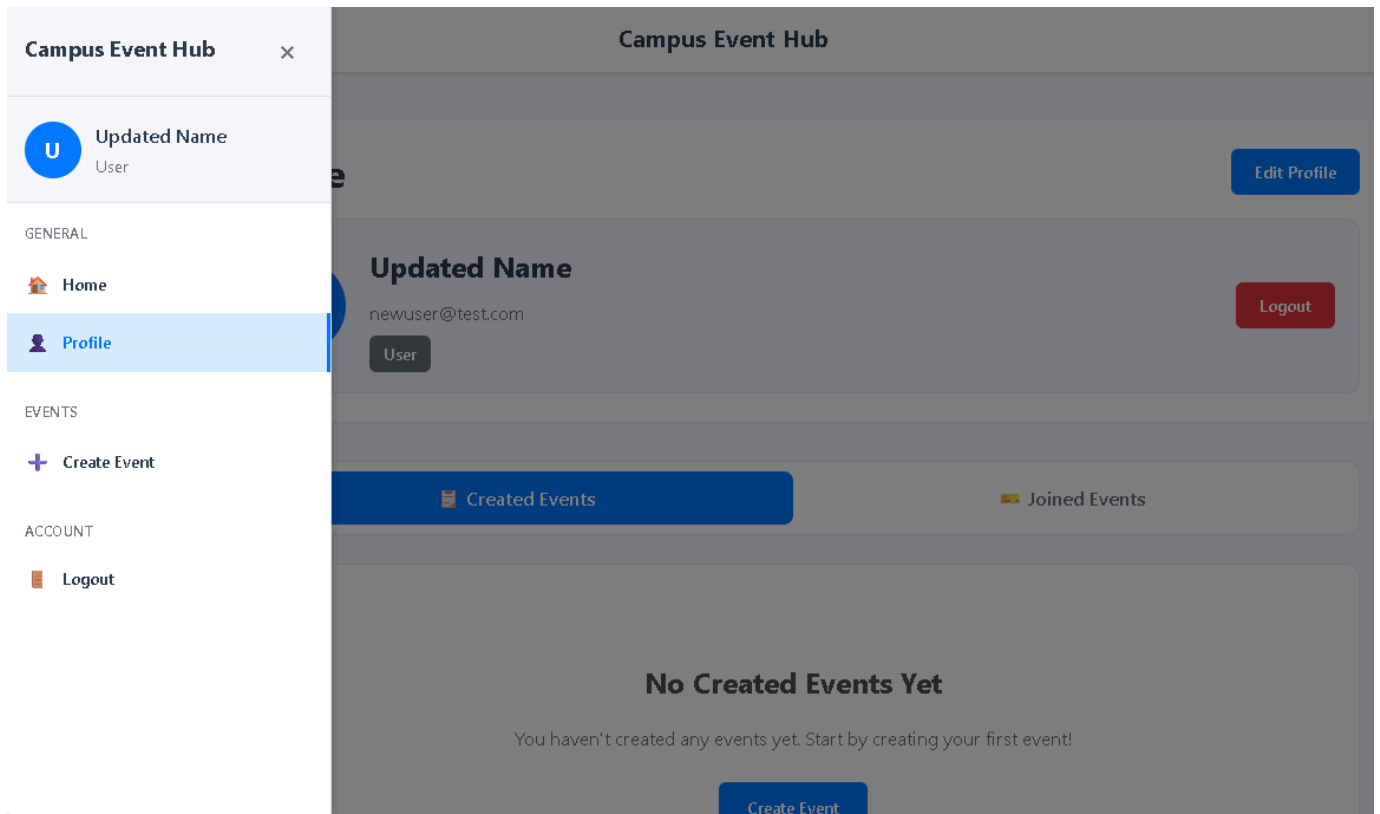 Campus Event Hub ×
U
Updated Name
User
GENERAL
Home
Profile
EVENTS
Create Event
ACCOUNT
Logout
Campus Event Hub
e
Edit Profile
Updated Name
newuser@test.com
User
Logout
Created Events
Joined Events
No Created Events Yet
You haven't created any events yet. Start by creating your first event!
Create Event